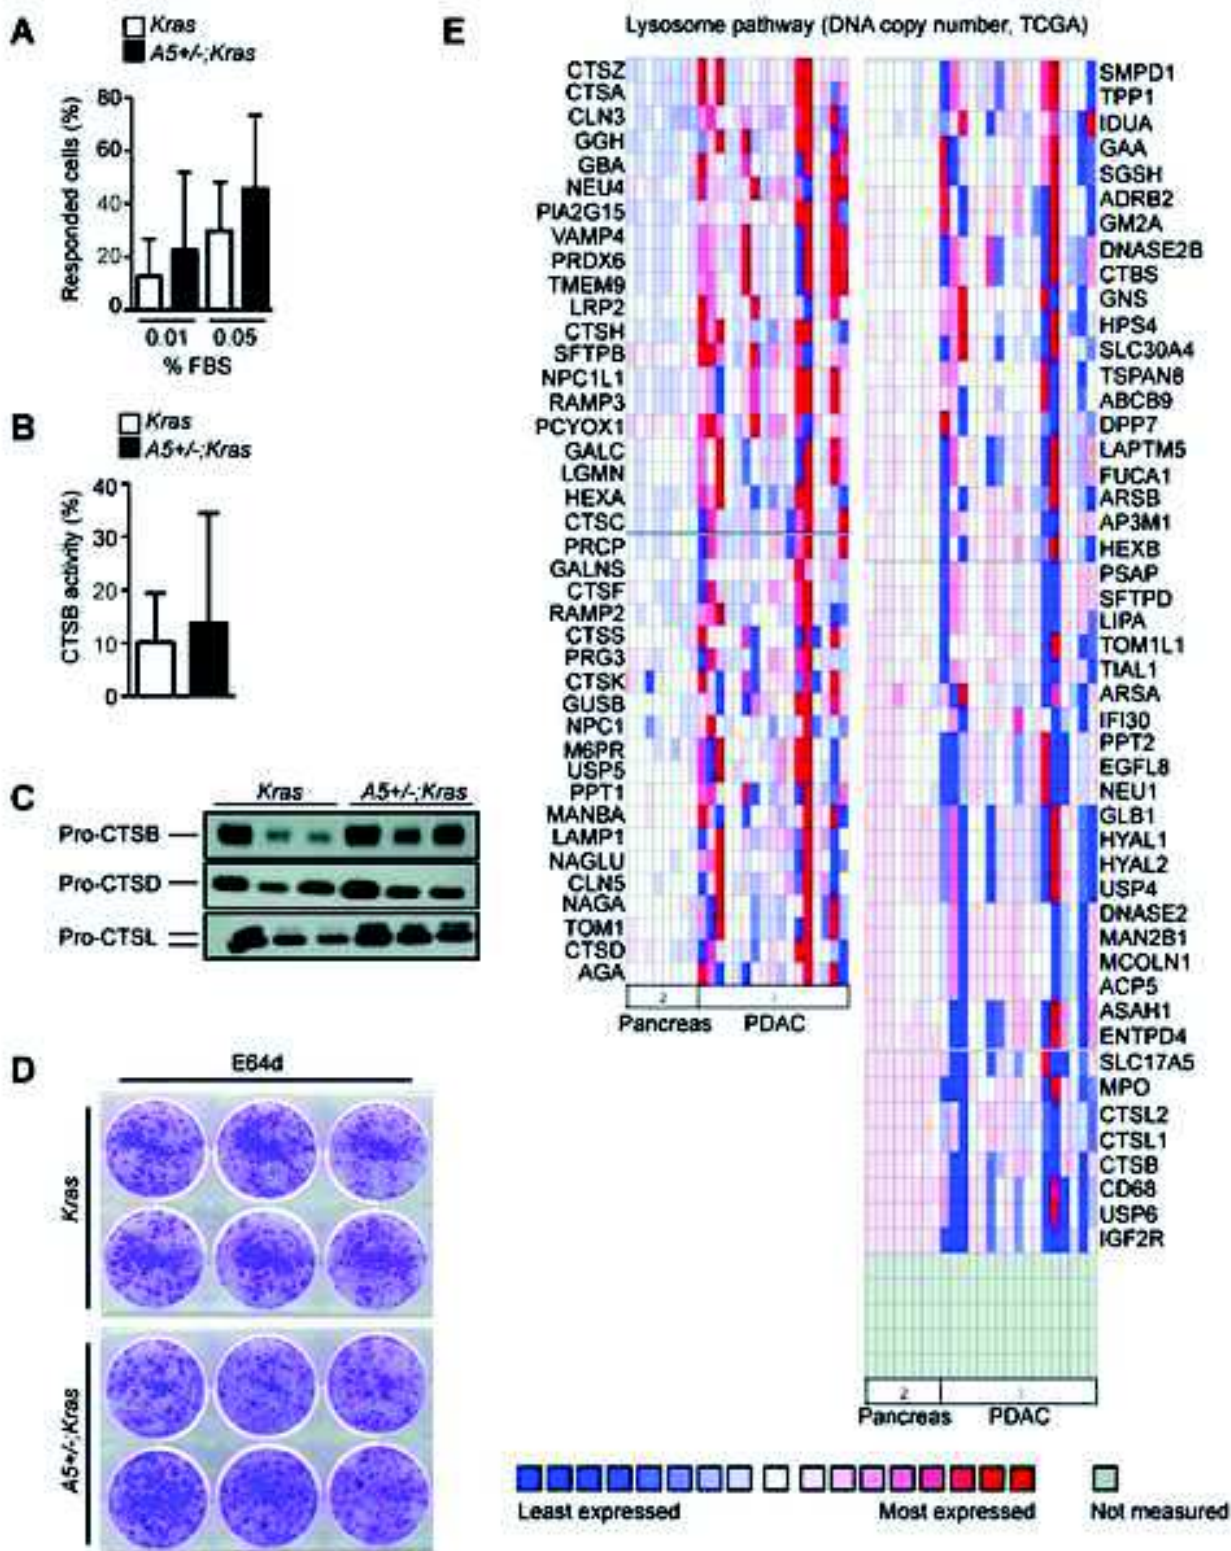 A
Kras
A5+/-;Kras
Responded cells (%)
80
60
40
20
0
0.01 0.05
% FBS
B
Kras
A5+/-;Kras
CTSB activity (%)
40
30
20
10
0
C
Kras A5+/-;Kras
Pro-CTSB
Pro-CTSD
Pro-CTSL
D
E64d
Kras
A5+/-;Kras
E
Lysosome pathway (DNA copy number, TCGA)
CTSZ
CTSA
CLN3
GGH
GBA
NEU4
PIA2G15
VAMP4
PRDX6
TMEM9
LRP2
CTSH
SFTPB
NPC1L1
RAMP3
PCYOX1
GALC
LGMN
HEXA
CTSC
PRCP
GALNS
CTSF
RAMP2
CTSS
PRG3
CTSK
GUSB
NPC1
M6PR
USP5
PPT1
MANBA
LAMP1
NAGLU
CLN5
NAGA
TOM1
CTSD
AGA
2
Pancreas PDAC
SMPD1
TPP1
IDUA
GAA
SGSH
ADRB2
GM2A
DNASE2B
CTBS
GNS
HPS4
SLC30A4
TSPAN8
ABCB9
DPP7
LAPTM5
FUCA1
ARSB
AP3M1
HEXB
PSAP
SFTPD
LIPA
TOM1L1
TIAL1
ARSA
IFI30
PPT2
EGFL8
NEU1
GLB1
HYAL1
HYAL2
USP4
DNASE2
MAN2B1
MCOLN1
ACP5
ASAH1
ENTPD4
SLC17A5
MPO
CTSL2
CTSL1
CTSB
CD68
USP6
IGF2R
2
Pancreas PDAC
Least expressed Most expressed Not measured